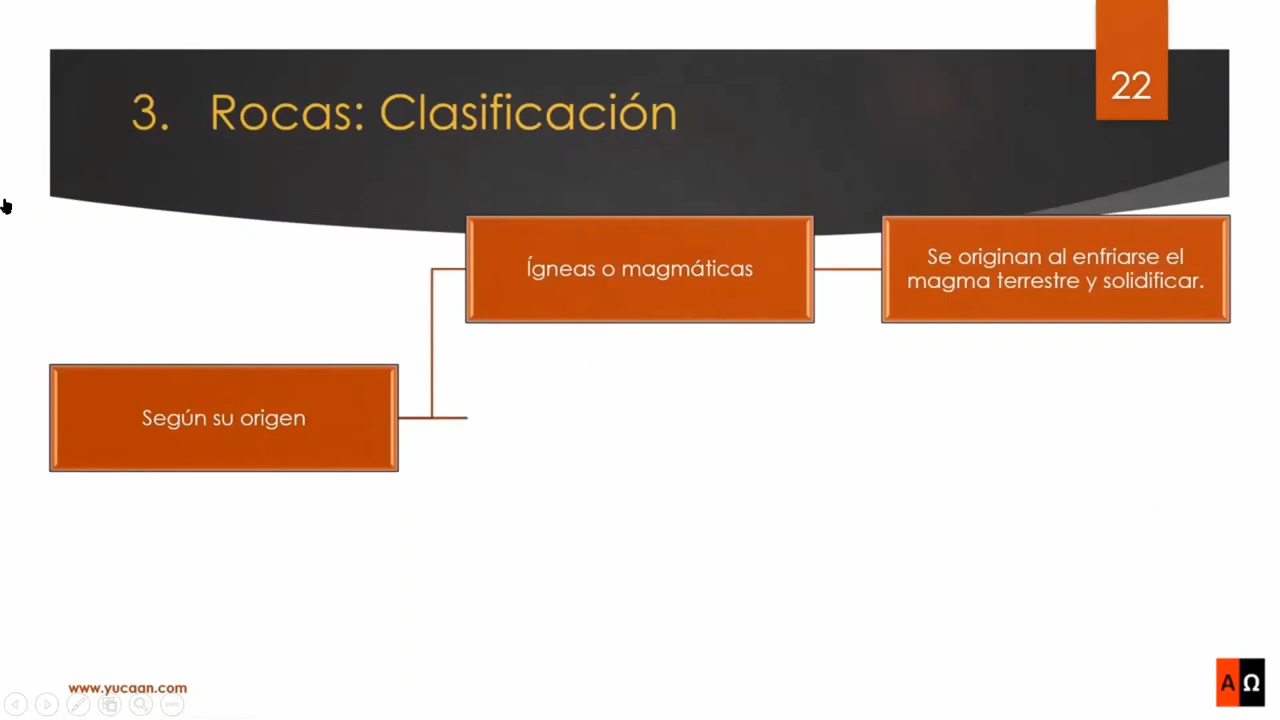 22
3. Rocas: Clasificación
Ígneas o magmáticas
Se originan al enfriarse el
magma terrestre y solidificar.
Según su origen
www.yucaan.com
AΩ